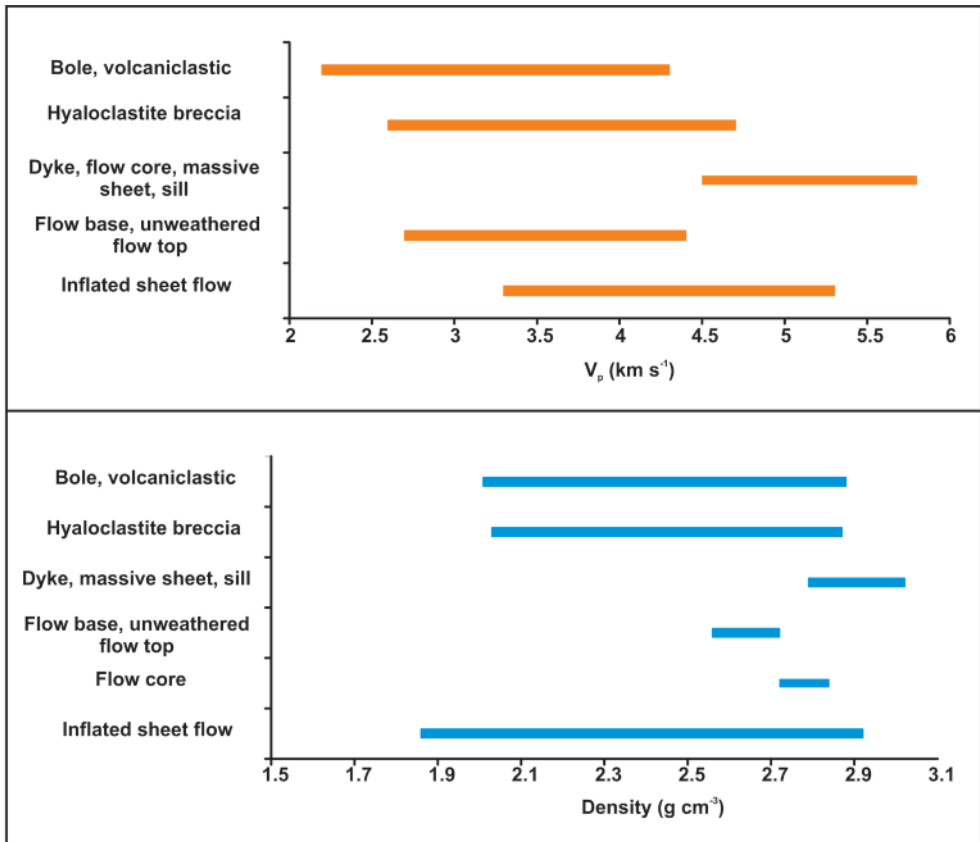 Bole, volcaniclastic
Hyaloclastite breccia
Dyke, flow core, massive
sheet, sill
Flow base, unweathered
flow top
Inflated sheet flow
2 2.5 3 3.5 4 4.5 5 5.5 6
Vₚ (km s⁻¹)
Bole, volcaniclastic
Hyaloclastite breccia
Dyke, massive sheet, sill
Flow base, unweathered
flow top
Flow core
Inflated sheet flow
1.5 1.7 1.9 2.1 2.3 2.5 2.7 2.9 3.1
Density (g cm⁻³)